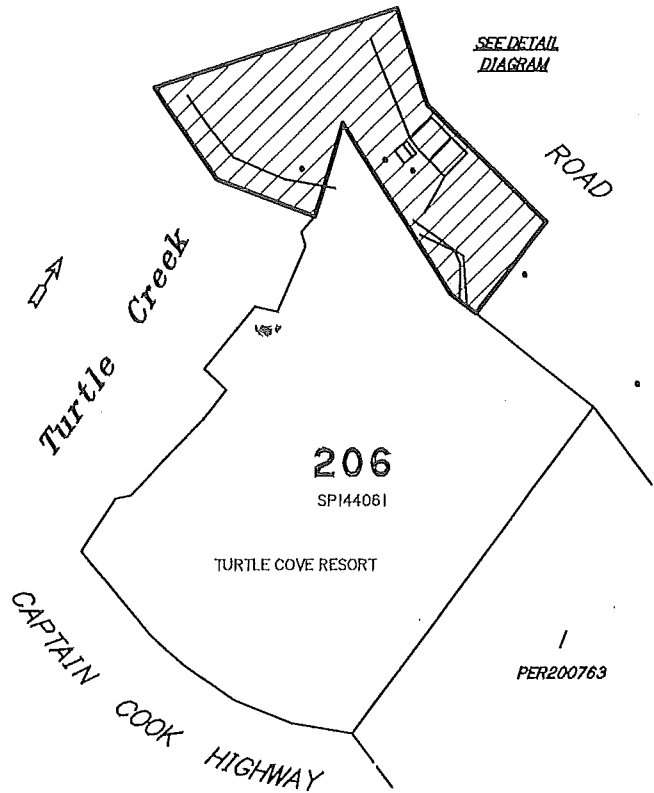 SEE DETAIL
DIAGRAM
ROAD
Turtle Creek
206
SP144061
TURTLE COVE RESORT
1
PER200763
CAPTAIN COOK HIGHWAY